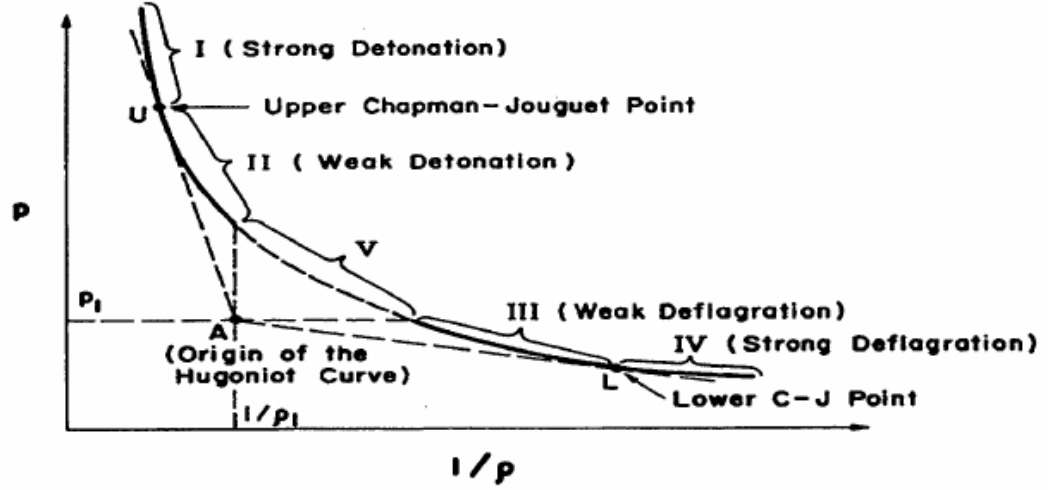 I (Strong Detonation)
U
Upper Chapman-Jouguet Point
II ( Weak Detonation)
p
V
P1
A
III (Weak Deflagration)
(Origin of the
Hugoniot Curve)
IV (Strong Deflagration)
L
Lower C-J Point
1/ρ1
1/ρ